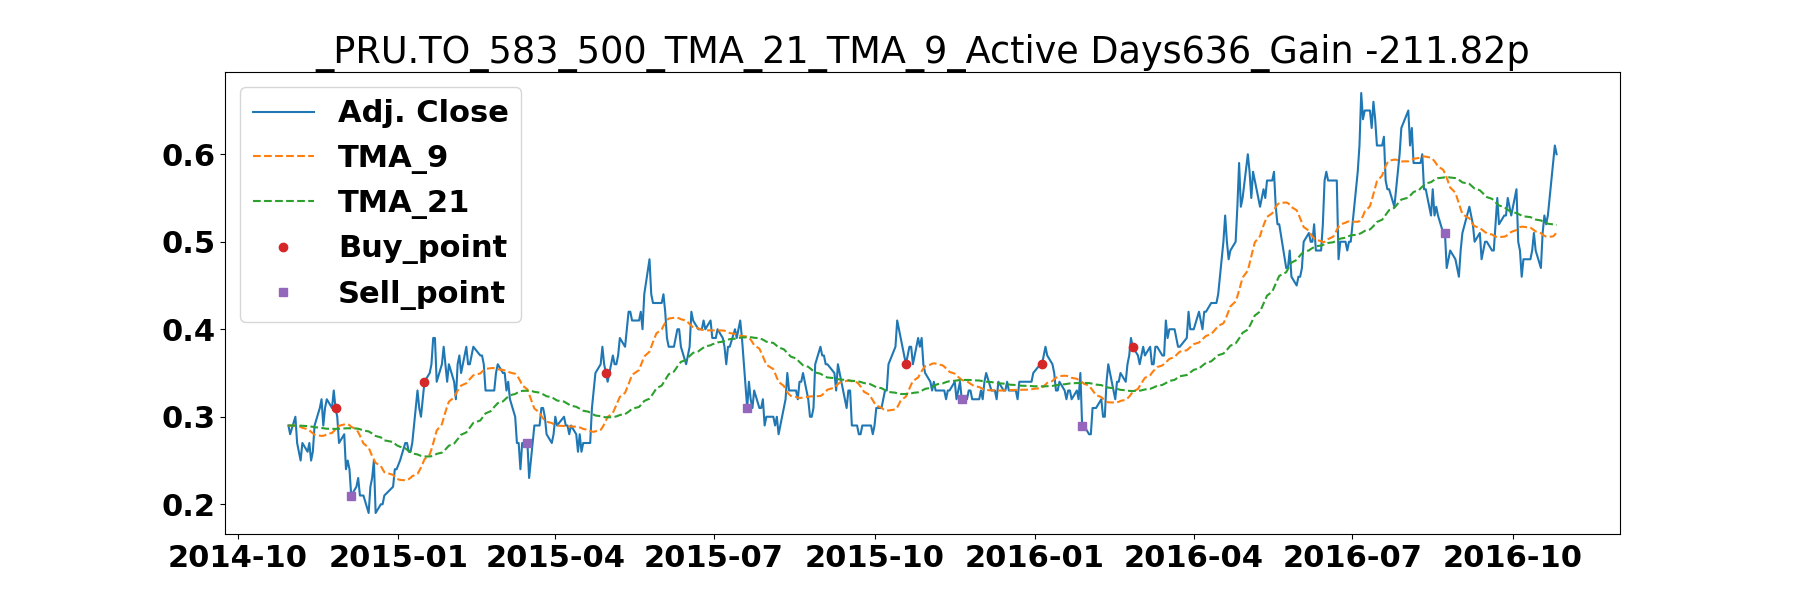 _PRU.TO_583_500_TMA_21_TMA_9_Active Days636_Gain -211.82p
Adj. Close
TMA_9
TMA_21
Buy_point
Sell_point
0.6
0.5
0.4
0.3
0.2
2014-10 2015-01 2015-04 2015-07 2015-10 2016-01 2016-04 2016-07 2016-10